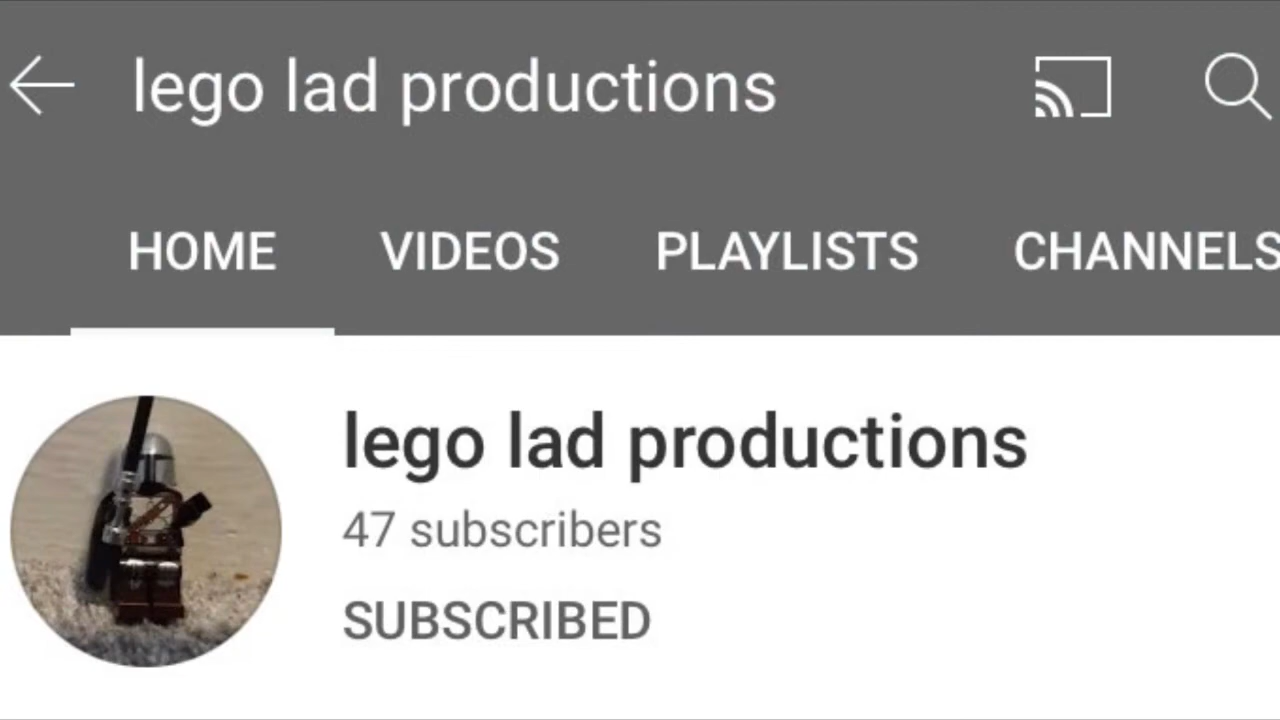 lego lad productions
HOME VIDEOS PLAYLISTS CHANNELS
lego lad productions
47 subscribers
SUBSCRIBED